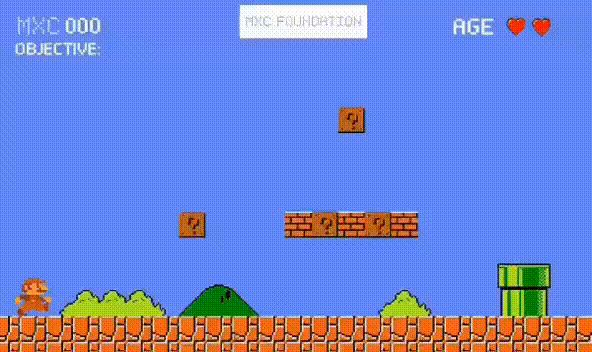 MXC 000
OBJECTIVE:
MXC FOUNDATION
AGE
?
?
?
?